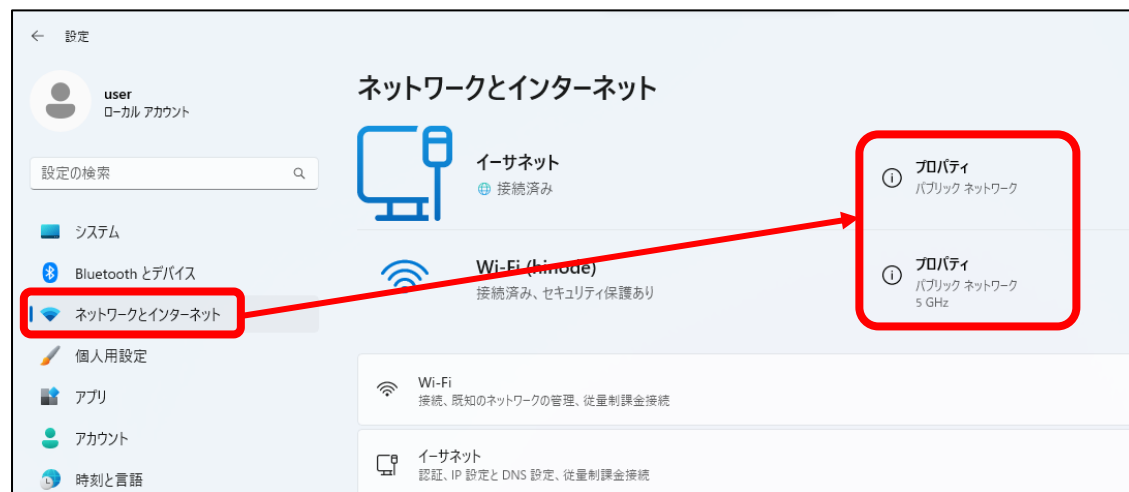 ← 設定
user
ローカル アカウント
設定の検索
システム
Bluetooth とデバイス
ネットワークとインターネット
個人用設定
アプリ
アカウント
時刻と言語
ネットワークとインターネット
イーサネット
接続済み
プロパティ
パブリック ネットワーク
Wi-Fi (hinode)
接続済み、セキュリティ保護あり
プロパティ
パブリック ネットワーク
5 GHz
Wi-Fi
接続、既知のネットワークの管理、従量制課金接続
イーサネット
認証、IP 設定と DNS 設定、従量制課金接続